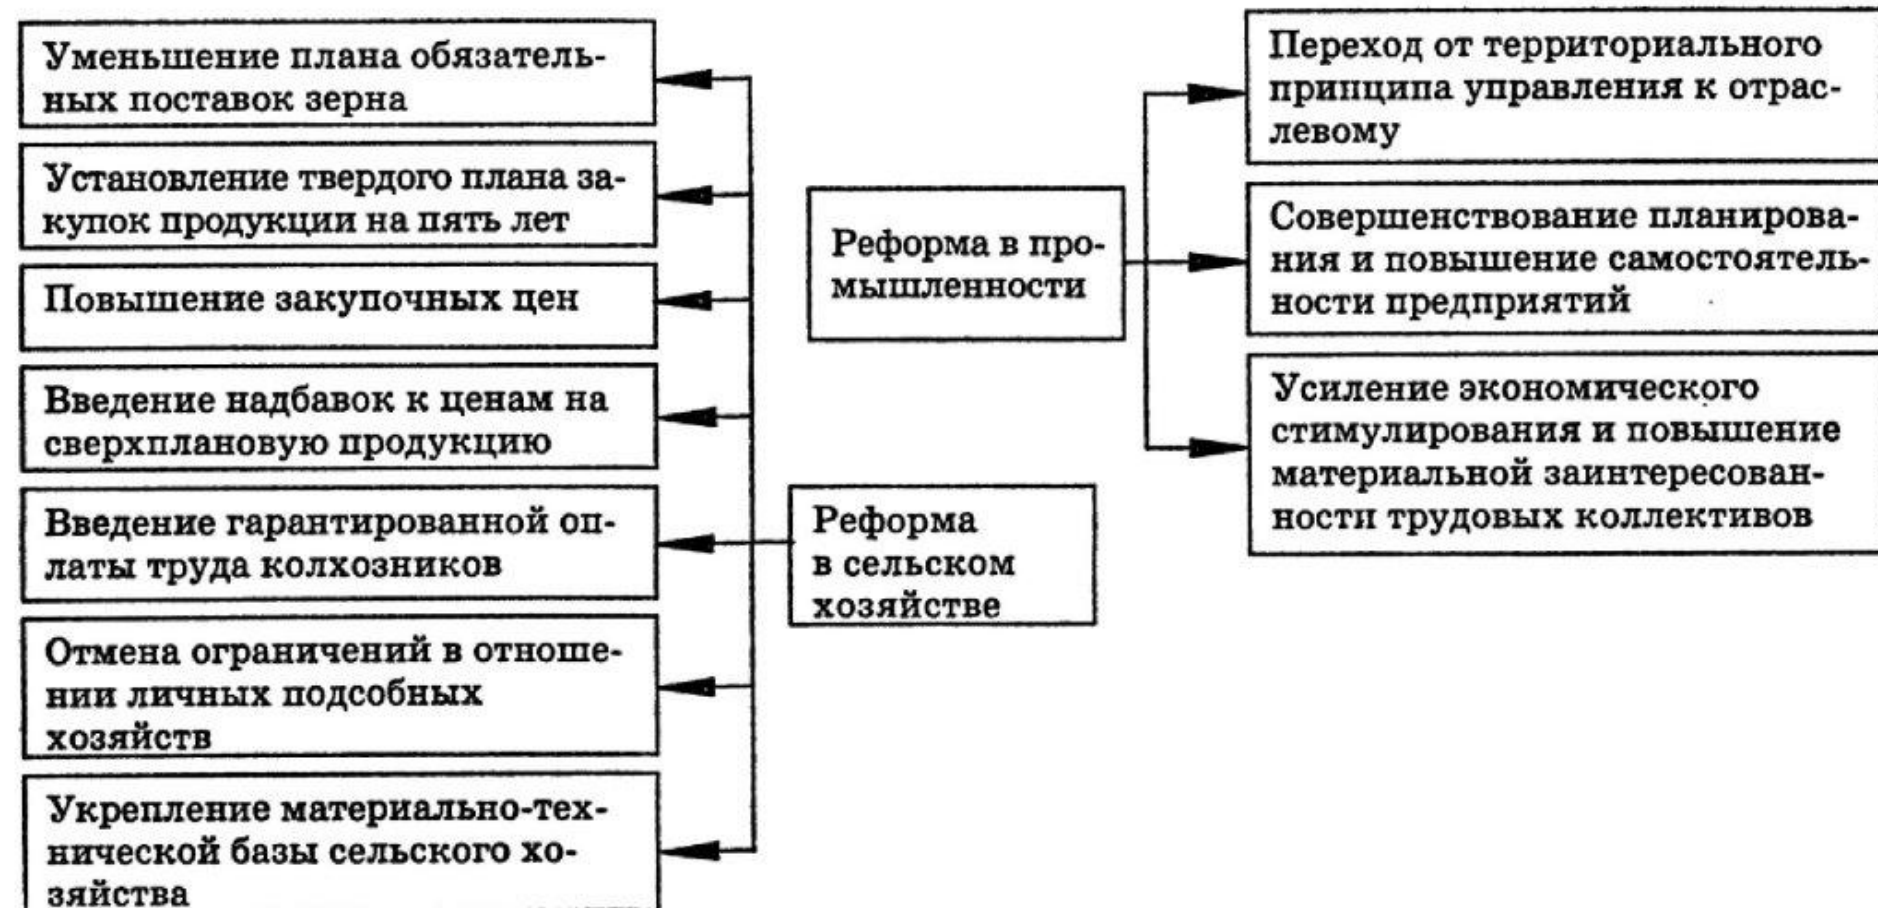 Уменьшение плана обязатель-
ных поставок зерна
Установление твердого плана за-
купок продукции на пять лет
Повышение закупочных цен
Введение надбавок к ценам на
сверхплановую продукцию
Введение гарантированной оп-
латы труда колхозников
Отмена ограничений в отноше-
нии личных подсобных
хозяйств
Укрепление материально-тех-
нической базы сельского хо-
зяйства
Реформа в про-
мышленности
Реформа
в сельском
хозяйстве
Переход от территориального
принципа управления к отрас-
левому
Совершенствование планирова-
ния и повышение самостоятель-
ности предприятий
Усиление экономического
стимулирования и повышение
материальной заинтересован-
ности трудовых коллективов